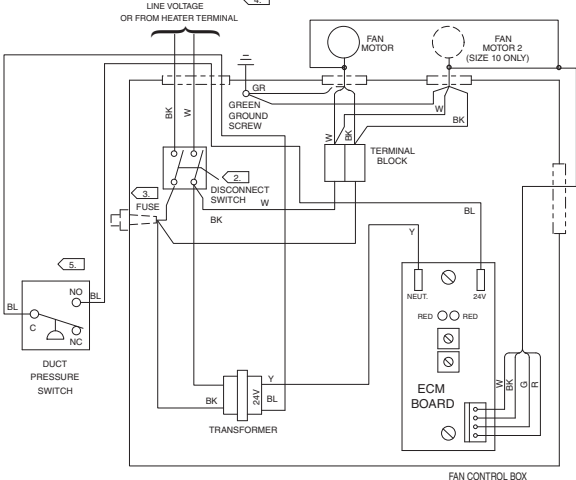 4.
LINE VOLTAGE
OR FROM HEATER TERMINAL
FAN
MOTOR
FAN
MOTOR 2
(SIZE 10 ONLY)
GR
GREEN
GROUND
SCREW
BK
W
W
BK
W
BK
TERMINAL
BLOCK
2.
DISCONNECT
SWITCH
3.
FUSE
W
BK
BL
Y
5.
NO
BL
BL
C
NC
DUCT
PRESSURE
SWITCH
NEUT.
24V
RED
RED
ECM
BOARD
W
BK
G
R
Y
BK
24V
BL
TRANSFORMER
FAN CONTROL BOX